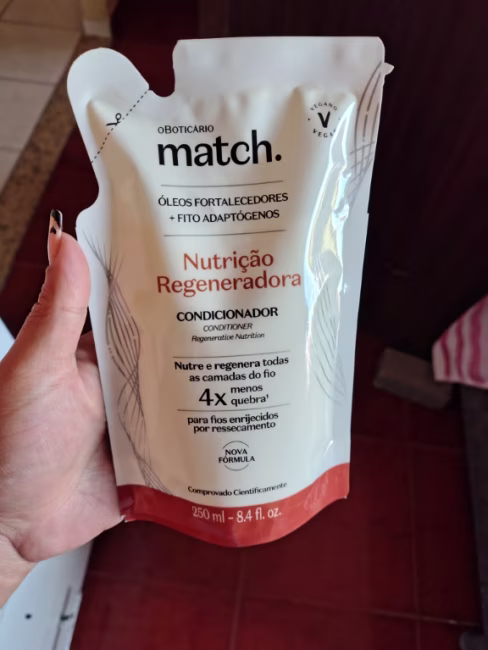 oBOTICÁRIO
match.
VEGANO
V
VEGAN
ÓLEOS FORTALECEDORES
+ FITO ADAPTÓGENOS
Nutrição
Regeneradora
CONDICIONADOR
CONDITIONER
Regenerative Nutrition
Nutre e regenera todas
as camadas do fio
4x menos
quebra¹
para fios enrijecidos
por ressecamento
NOVA
FÓRMULA
Comprovado Cientificamente
250 ml - 8.4 fl. oz.